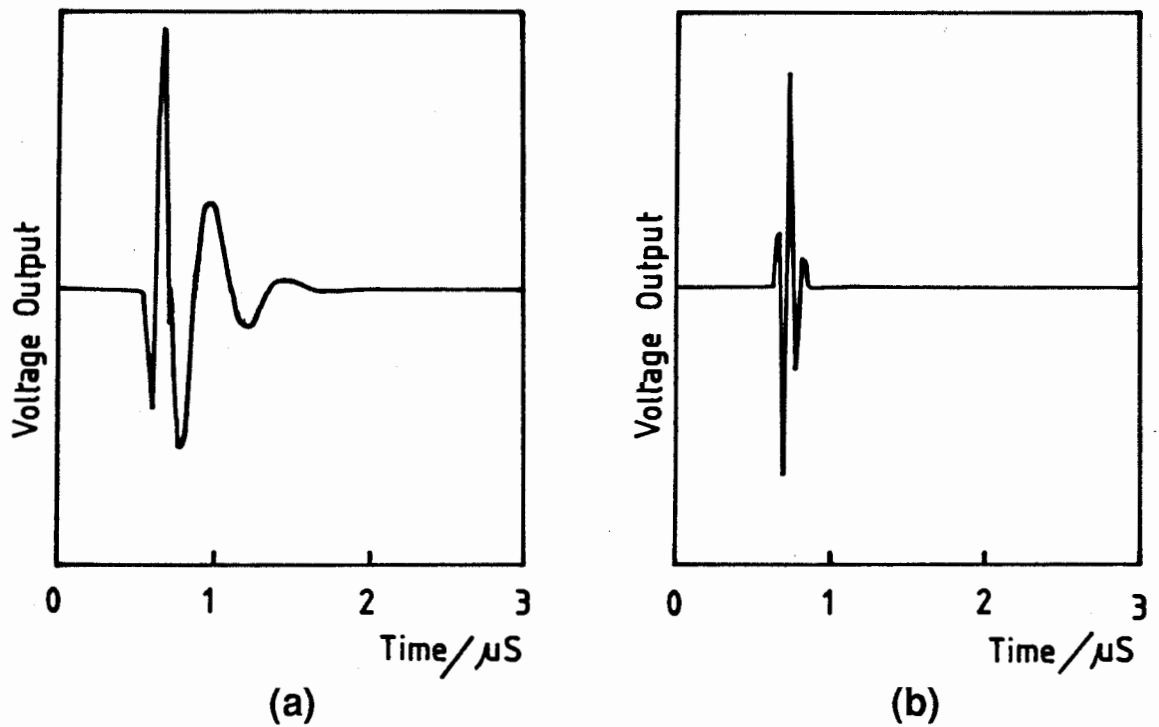 Voltage Output
0 1 2 3
Time/μS
(a)
Voltage Output
0 1 2 3
Time/μS
(b)